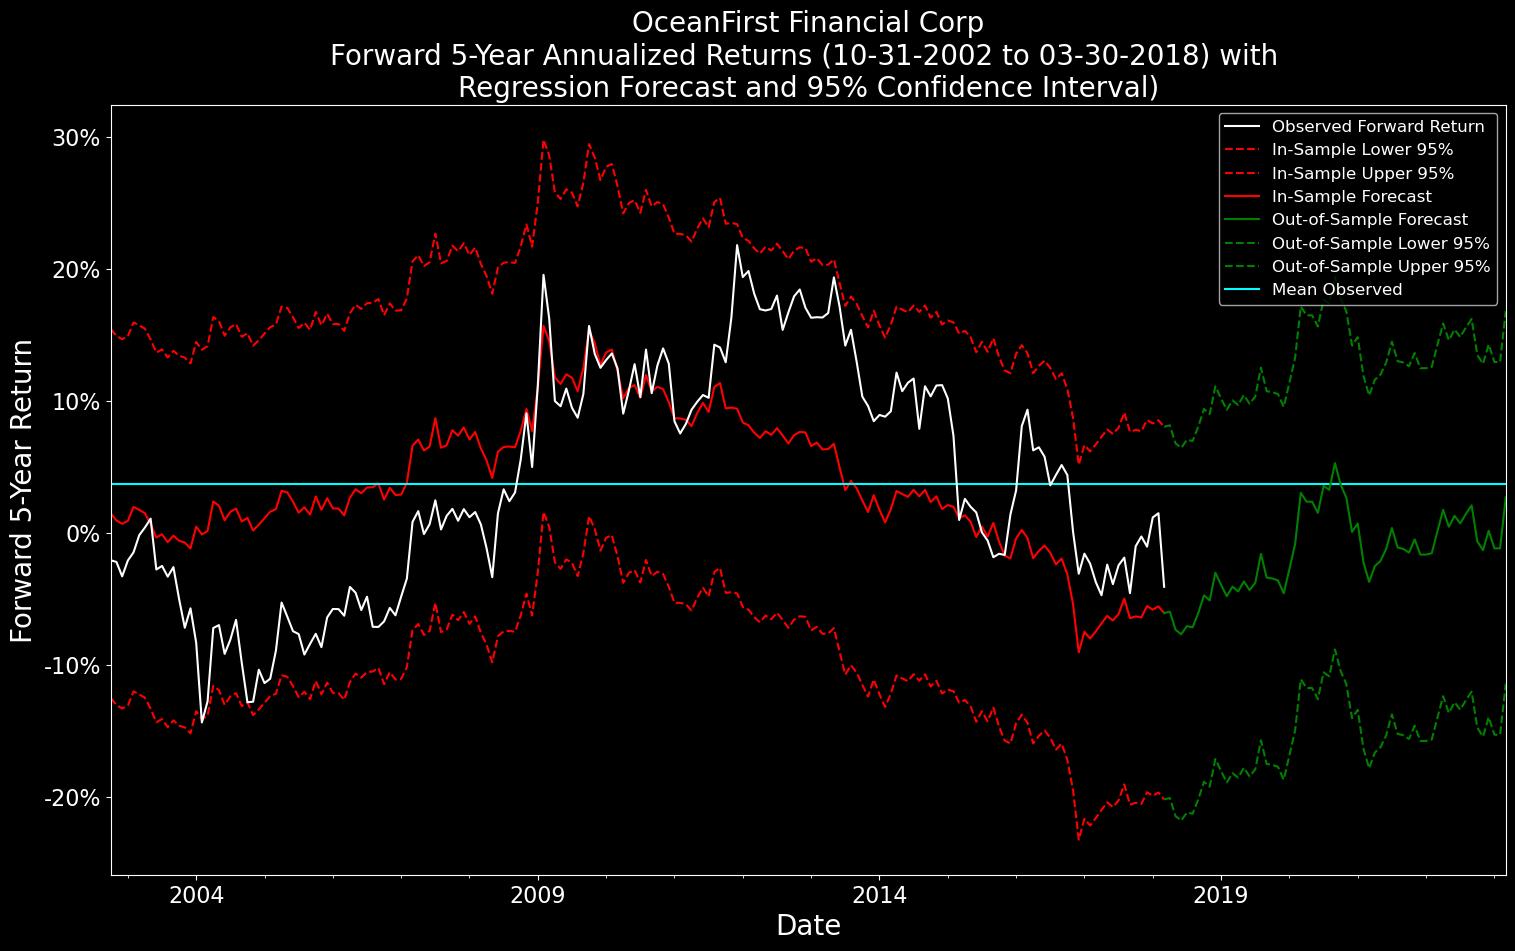 OceanFirst Financial Corp
Forward 5-Year Annualized Returns (10-31-2002 to 03-30-2018) with
Regression Forecast and 95% Confidence Interval)
Observed Forward Return
In-Sample Lower 95%
In-Sample Upper 95%
In-Sample Forecast
Out-of-Sample Forecast
Out-of-Sample Lower 95%
Out-of-Sample Upper 95%
Mean Observed
Forward 5-Year Return
30%
20%
10%
0%
-10%
-20%
2004 2009 2014 2019
Date